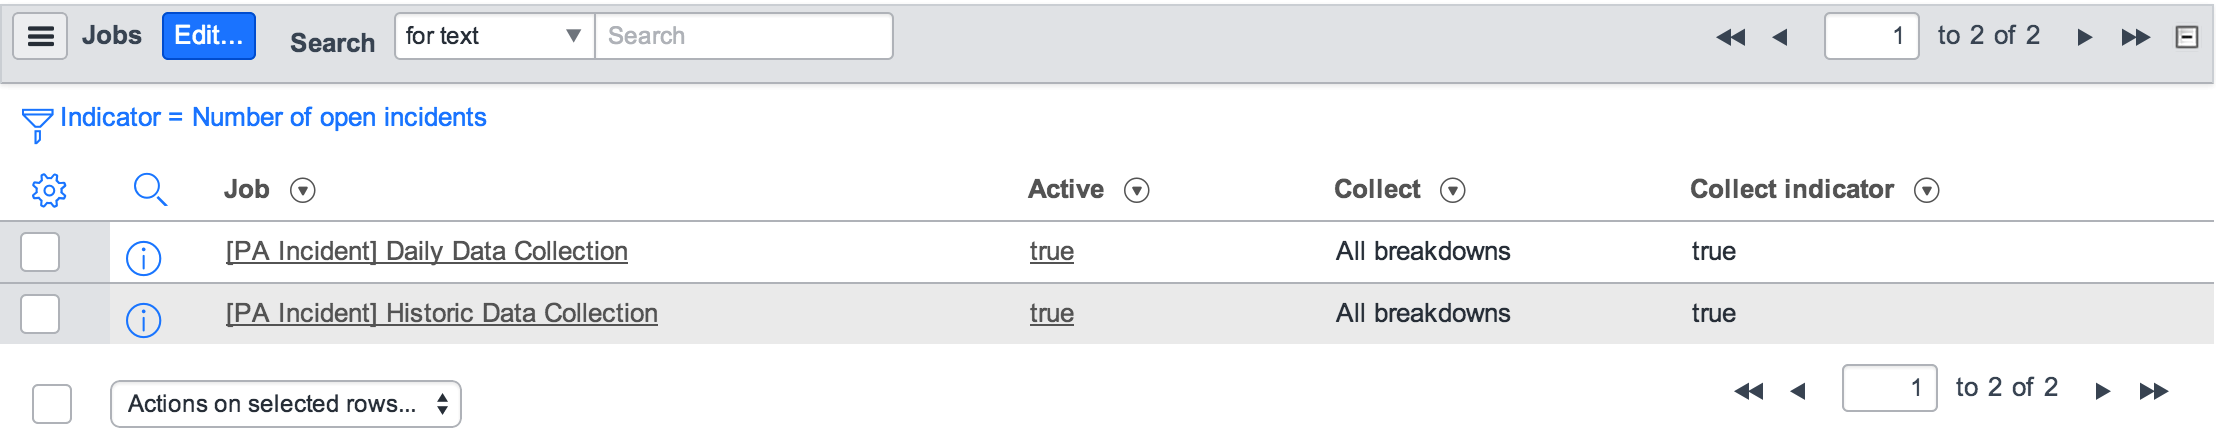 Jobs Edit... Search for text Search 1 to 2 of 2
Indicator = Number of open incidents
Job Active Collect Collect indicator
[PA Incident] Daily Data Collection true All breakdowns true
[PA Incident] Historic Data Collection true All breakdowns true
Actions on selected rows... 1 to 2 of 2